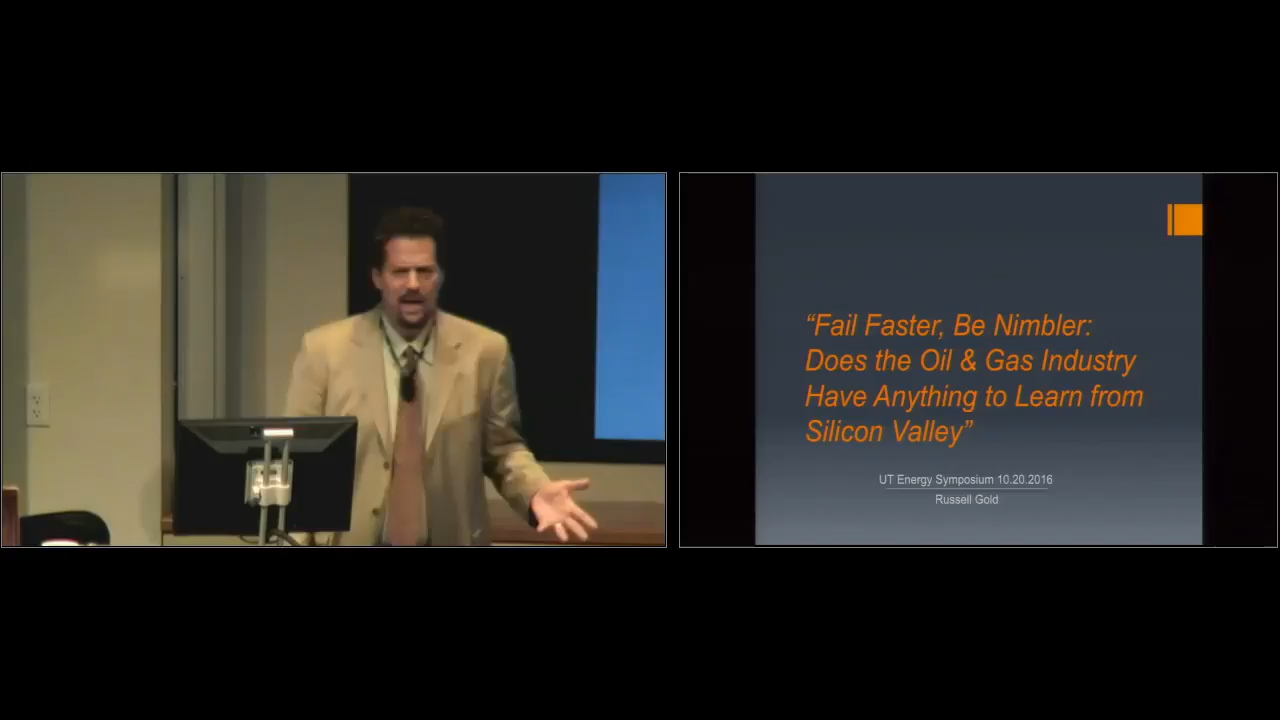 “Fail Faster, Be Nimbler:
Does the Oil & Gas Industry
Have Anything to Learn from
Silicon Valley”
UT Energy Symposium 10.20.2016
Russell Gold